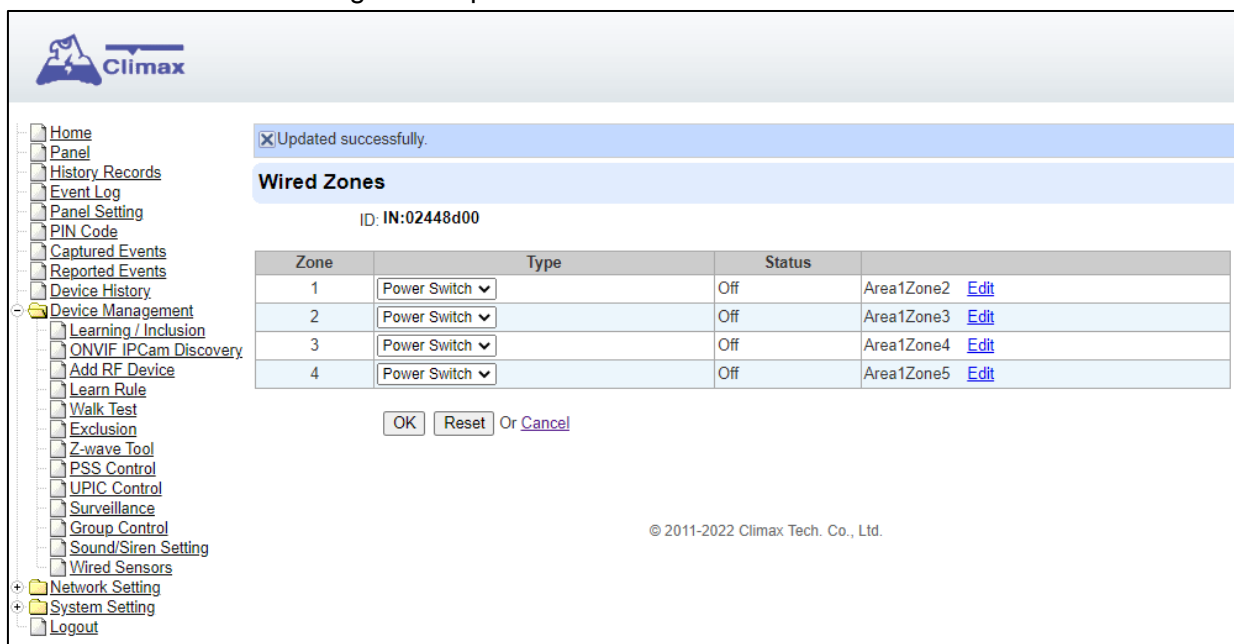 Climax
Home
Panel
History Records
Event Log
Panel Setting
PIN Code
Captured Events
Reported Events
Device History
Device Management
Learning / Inclusion
ONVIF IPCam Discovery
Add RF Device
Learn Rule
Walk Test
Exclusion
Z-wave Tool
PSS Control
UPIC Control
Surveillance
Group Control
Sound/Siren Setting
Wired Sensors
Network Setting
System Setting
Logout
Updated successfully.
Wired Zones
ID: IN:02448d00
Zone Type Status
1 Power Switch Off Area1Zone2 Edit
2 Power Switch Off Area1Zone3 Edit
3 Power Switch Off Area1Zone4 Edit
4 Power Switch Off Area1Zone5 Edit
OK Reset Or Cancel
© 2011-2022 Climax Tech. Co., Ltd.